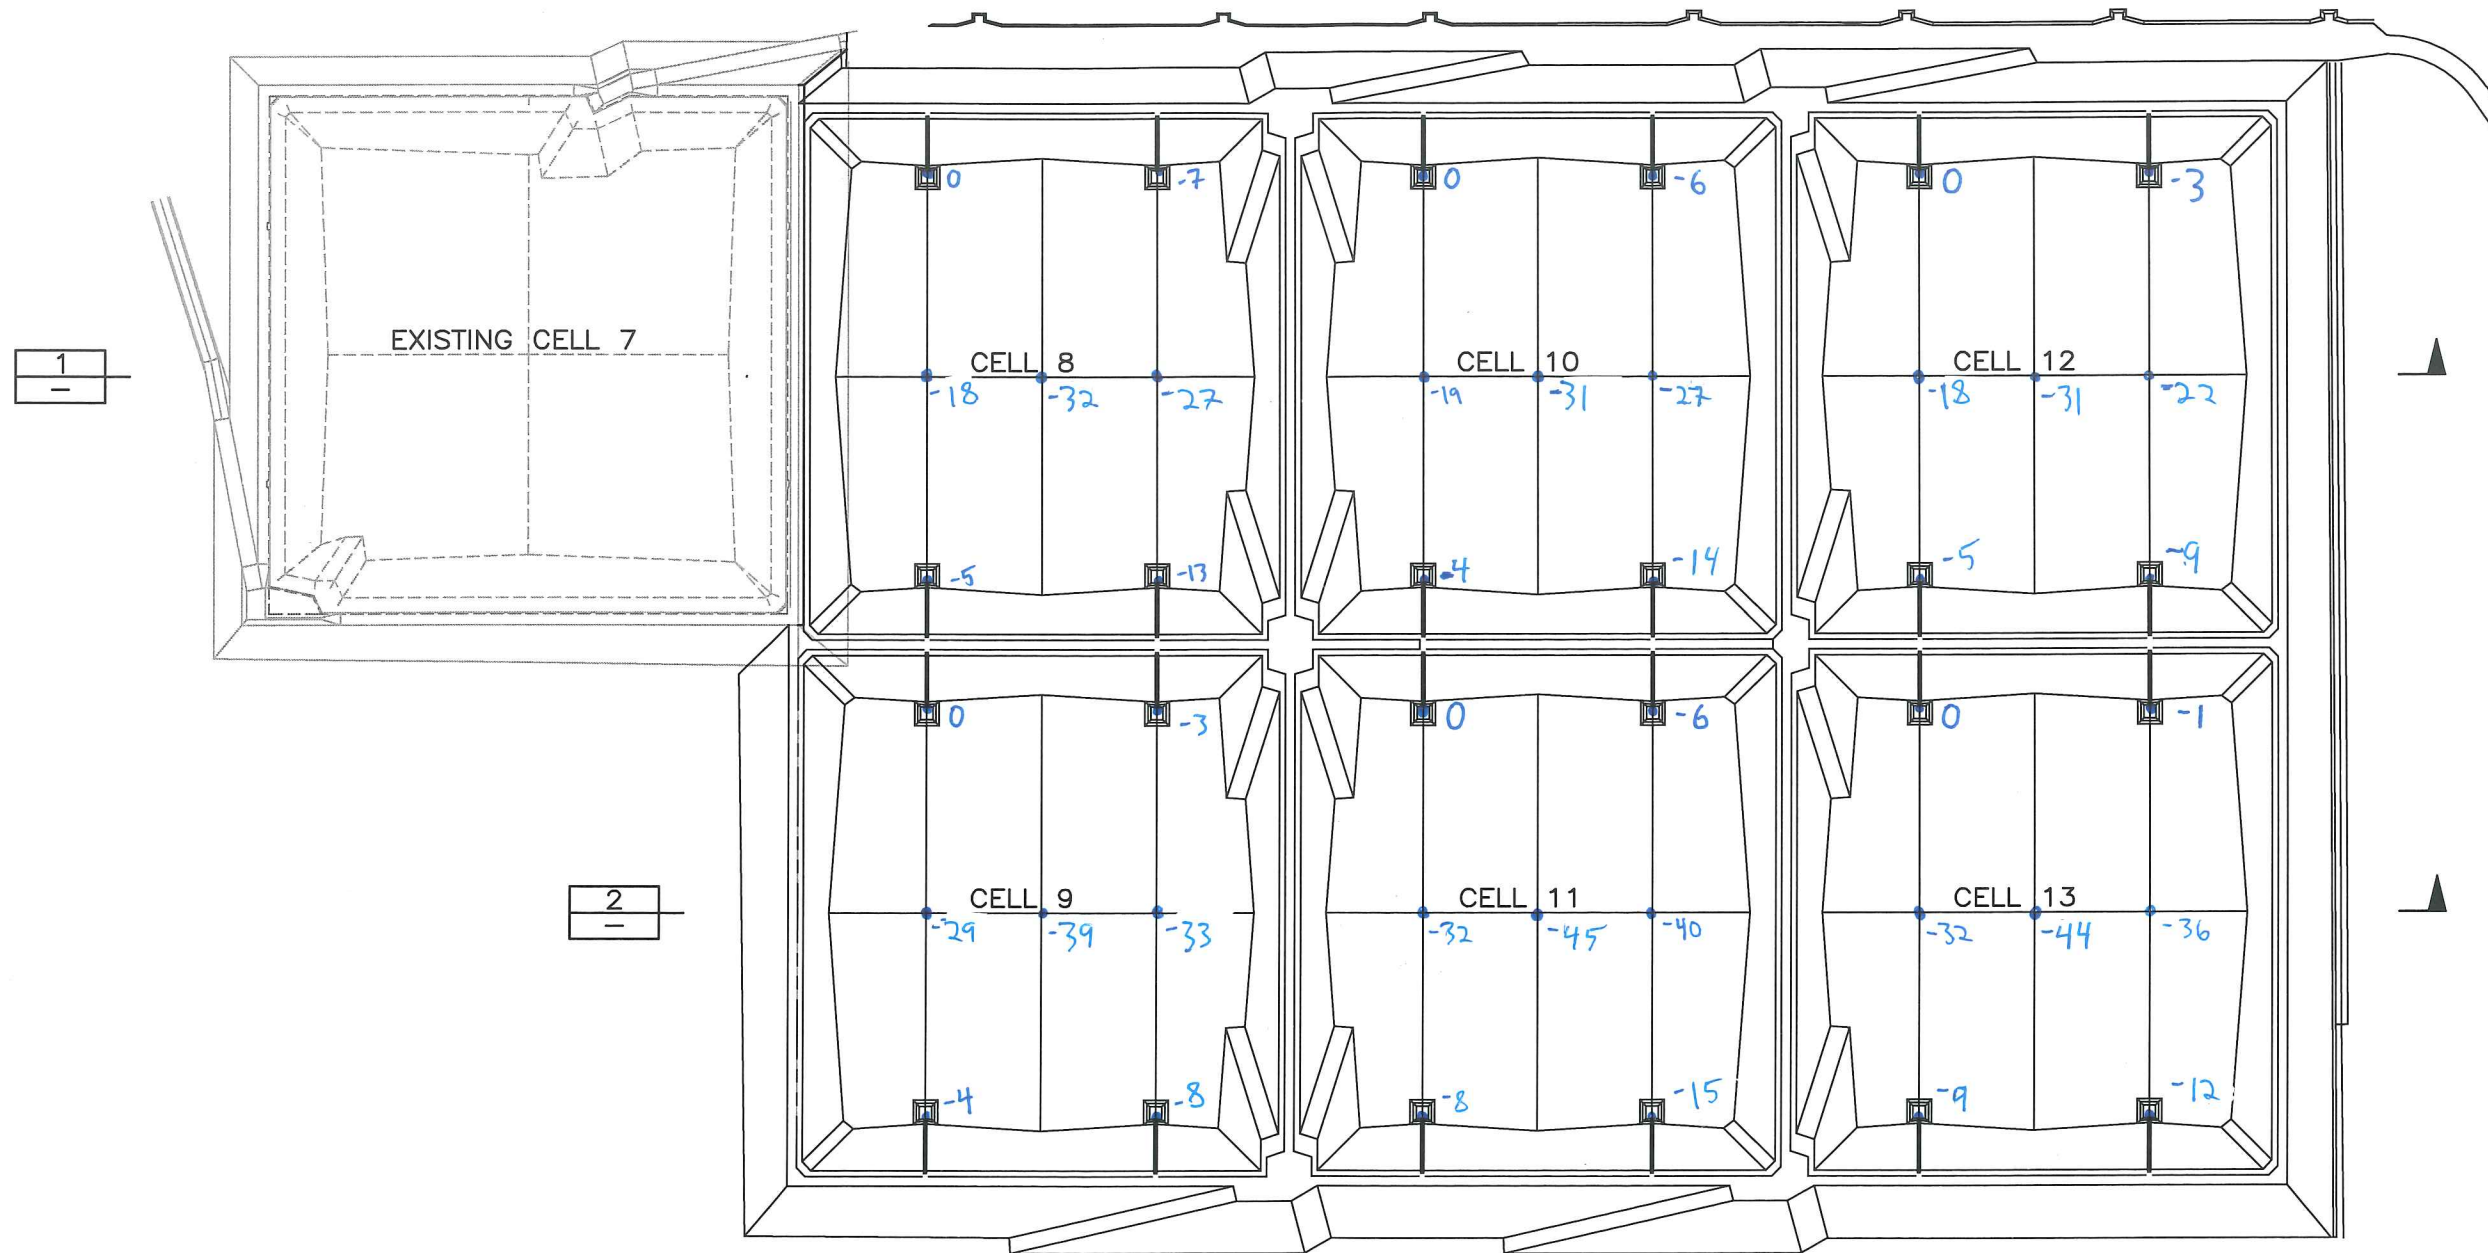 0 -7 0 -6 0 -3
1
–
EXISTING CELL 7
CELL 8
CELL 10
CELL 12
-18 -32 -27 -19 -31 -27 -18 -31 -22
-5 -13 -4 -14 -5 -9
0 -3 0 -6 0 -1
2
–
CELL 9
CELL 11
CELL 13
-29 -39 -33 -32 -45 -40 -32 -44 -36
-4 -8 -8 -15 -9 -12